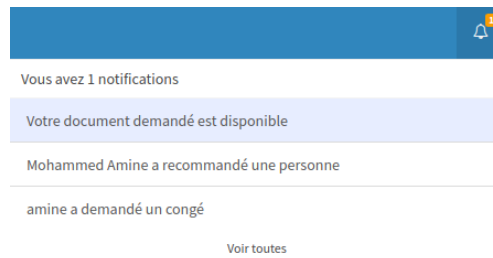 1
Vous avez 1 notifications
Votre document demandé est disponible
Mohammed Amine a recommandé une personne
amine a demandé un congé
Voir toutes